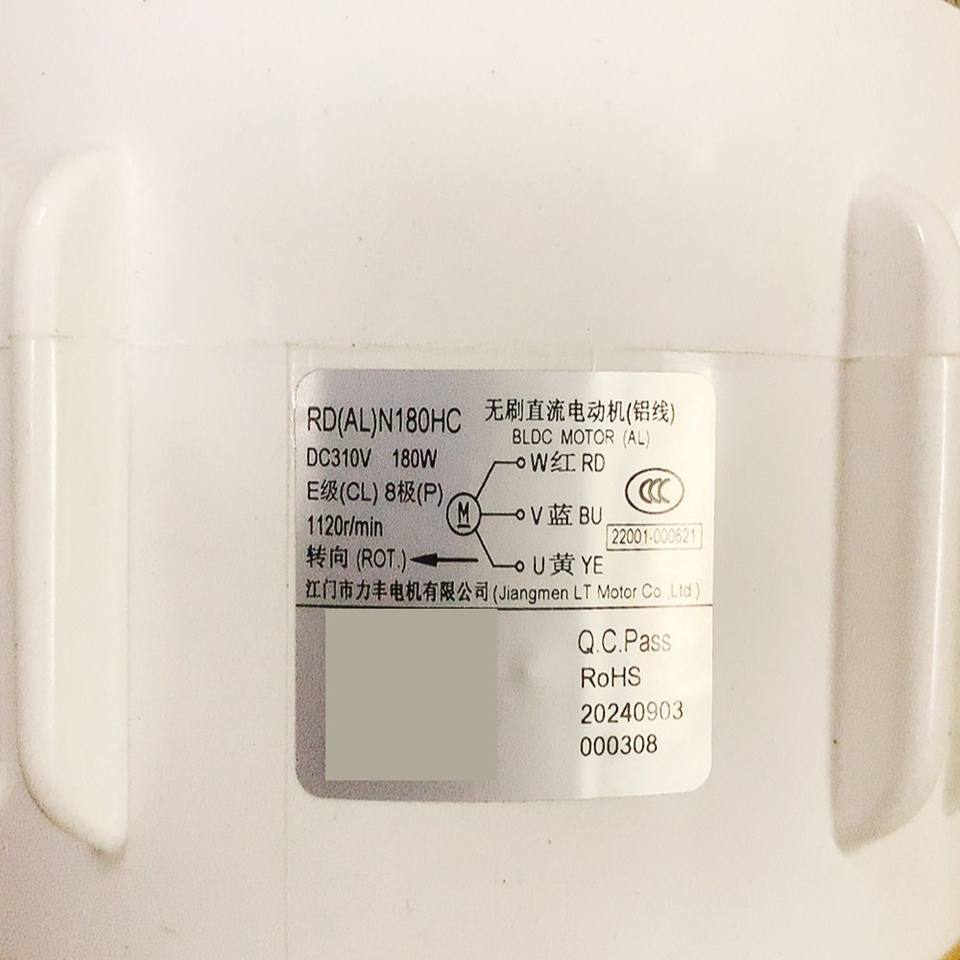 RD(AL)N180HC 无刷直流电动机(铝线)
BLDC MOTOR (AL)
DC310V 180W
W红 RD
E级(CL) 8极(P)
M
V 蓝 BU
CCC
1120r/min
22001-000621
转向 (ROT.)
U黄 YE
江门市力丰电机有限公司(Jiangmen LT Motor Co.,Ltd.)
Q.C.Pass
RoHS
20240903
000308